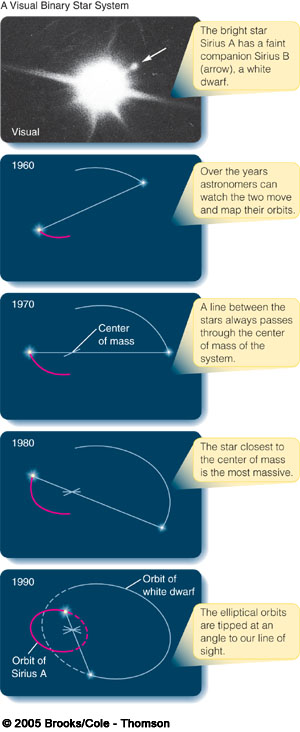 A Visual Binary Star System
The bright star
Sirius A has a faint
companion Sirius B
(arrow), a white
dwarf.
Visual
1960
Over the years
astronomers can
watch the two move
and map their orbits.
1970
Center
of mass
A line between the
stars always passes
through the center
of mass of the
system.
1980
The star closest to
the center of mass
is the most massive.
1990
Orbit of
white dwarf
Orbit of
Sirius A
The elliptical orbits
are tipped at an
angle to our line of
sight.
© 2005 Brooks/Cole - Thomson